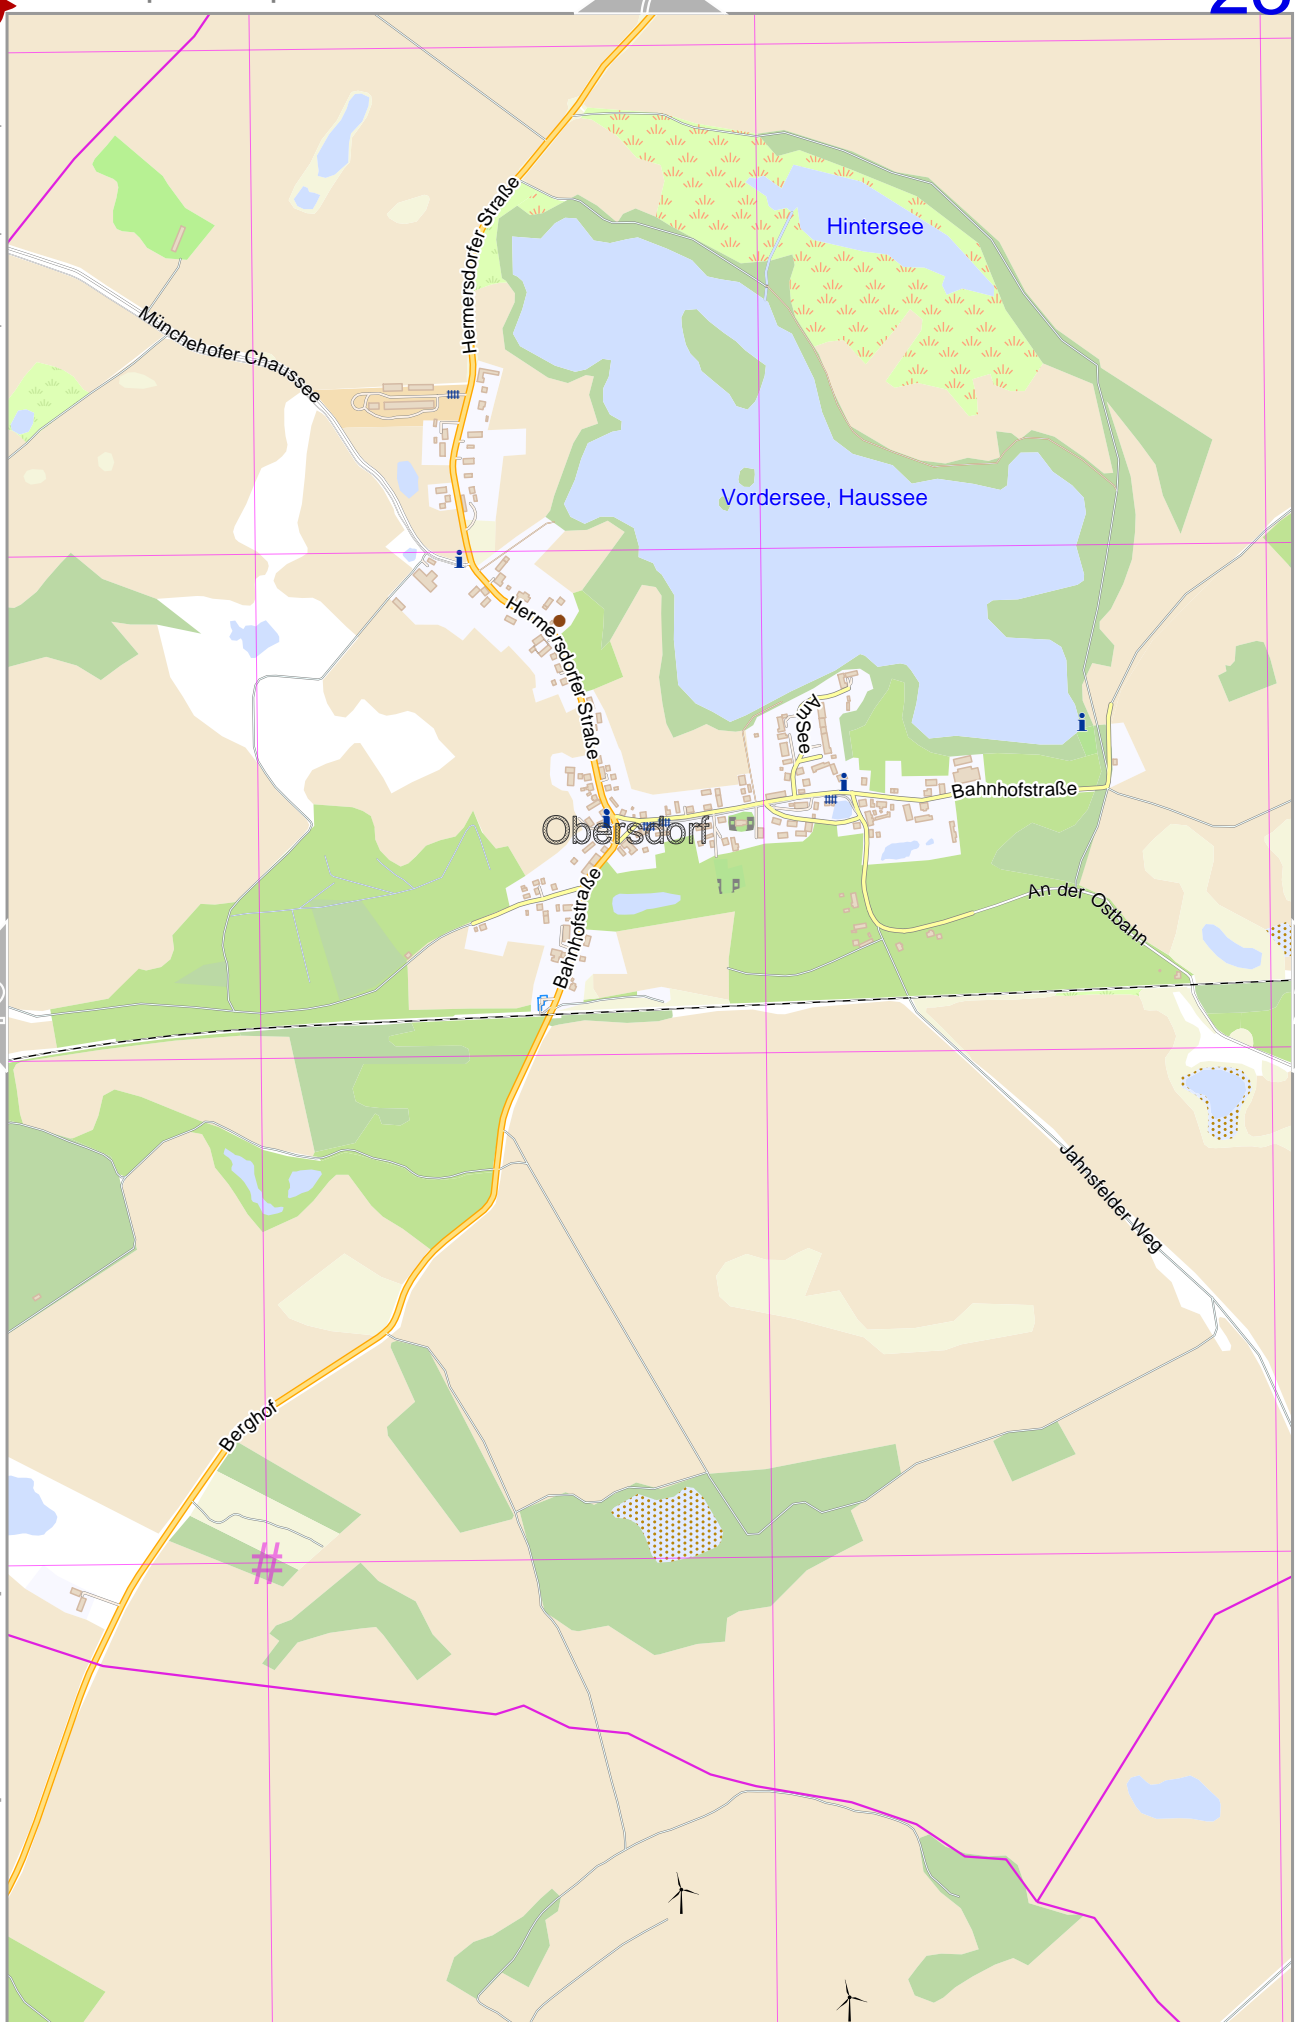 Hintersee
Hermersdorfer Straße
Münchehofer Chaussee
Vordersee, Haussee
Hermersdorfer Straße
Am See
Bahnhofstraße
Obersdorf
Bahnhofstraße
An der Ostbahn
Jahnsfelder Weg
Berghof
#